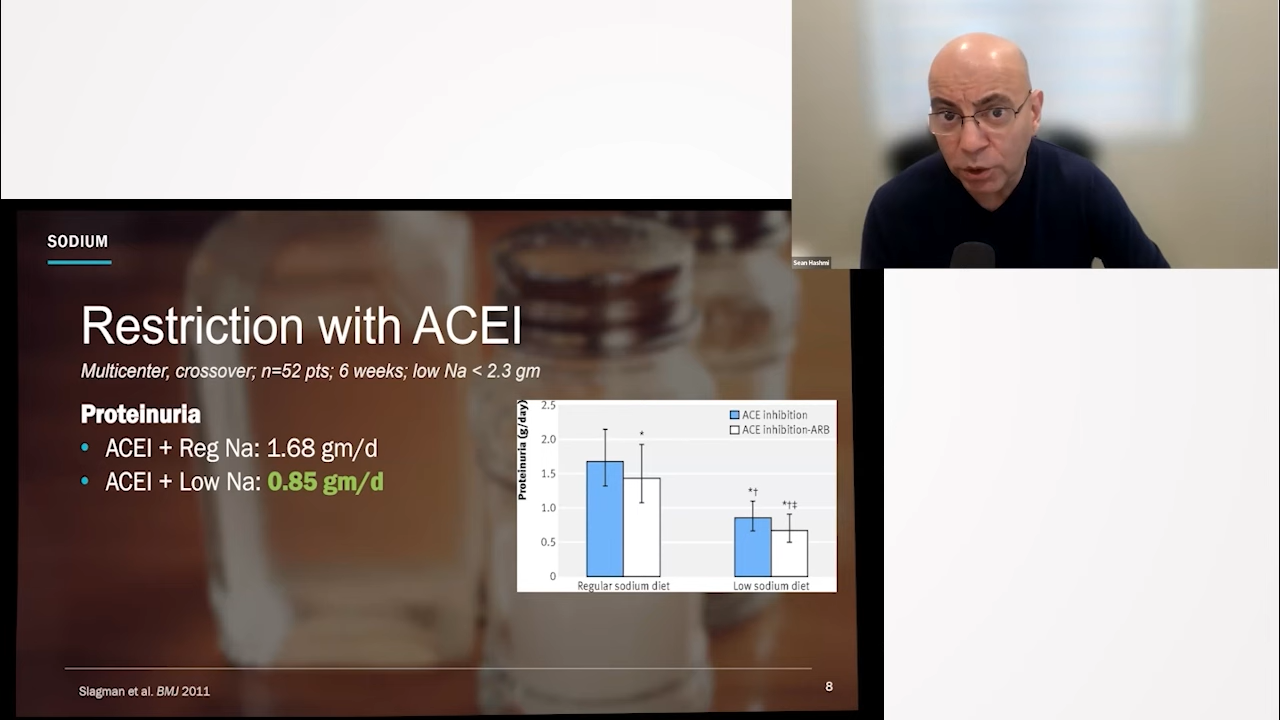 Sean Hashmi
SODIUM
Restriction with ACEI
Multicenter, crossover; n=52 pts; 6 weeks; low Na < 2.3 gm
Proteinuria
• ACEI + Reg Na: 1.68 gm/d
• ACEI + Low Na: 0.85 gm/d
Proteinuria (g/day)
2.5
2.0
1.5
1.0
0.5
0
ACE inhibition
ACE inhibition-ARB
*
*†
*†‡
Regular sodium diet
Low sodium diet
Slagman et al. BMJ 2011
8